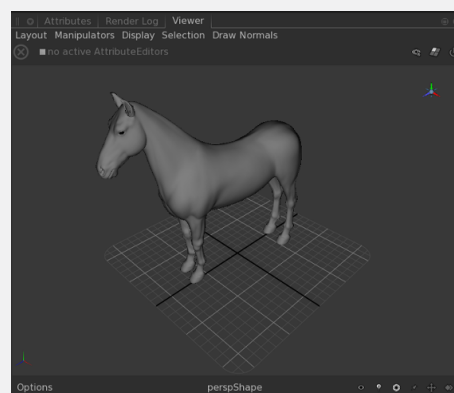 Attributes Render Log Viewer
Layout Manipulators Display Selection Draw Normals
no active AttributeEditors
Options perspShape